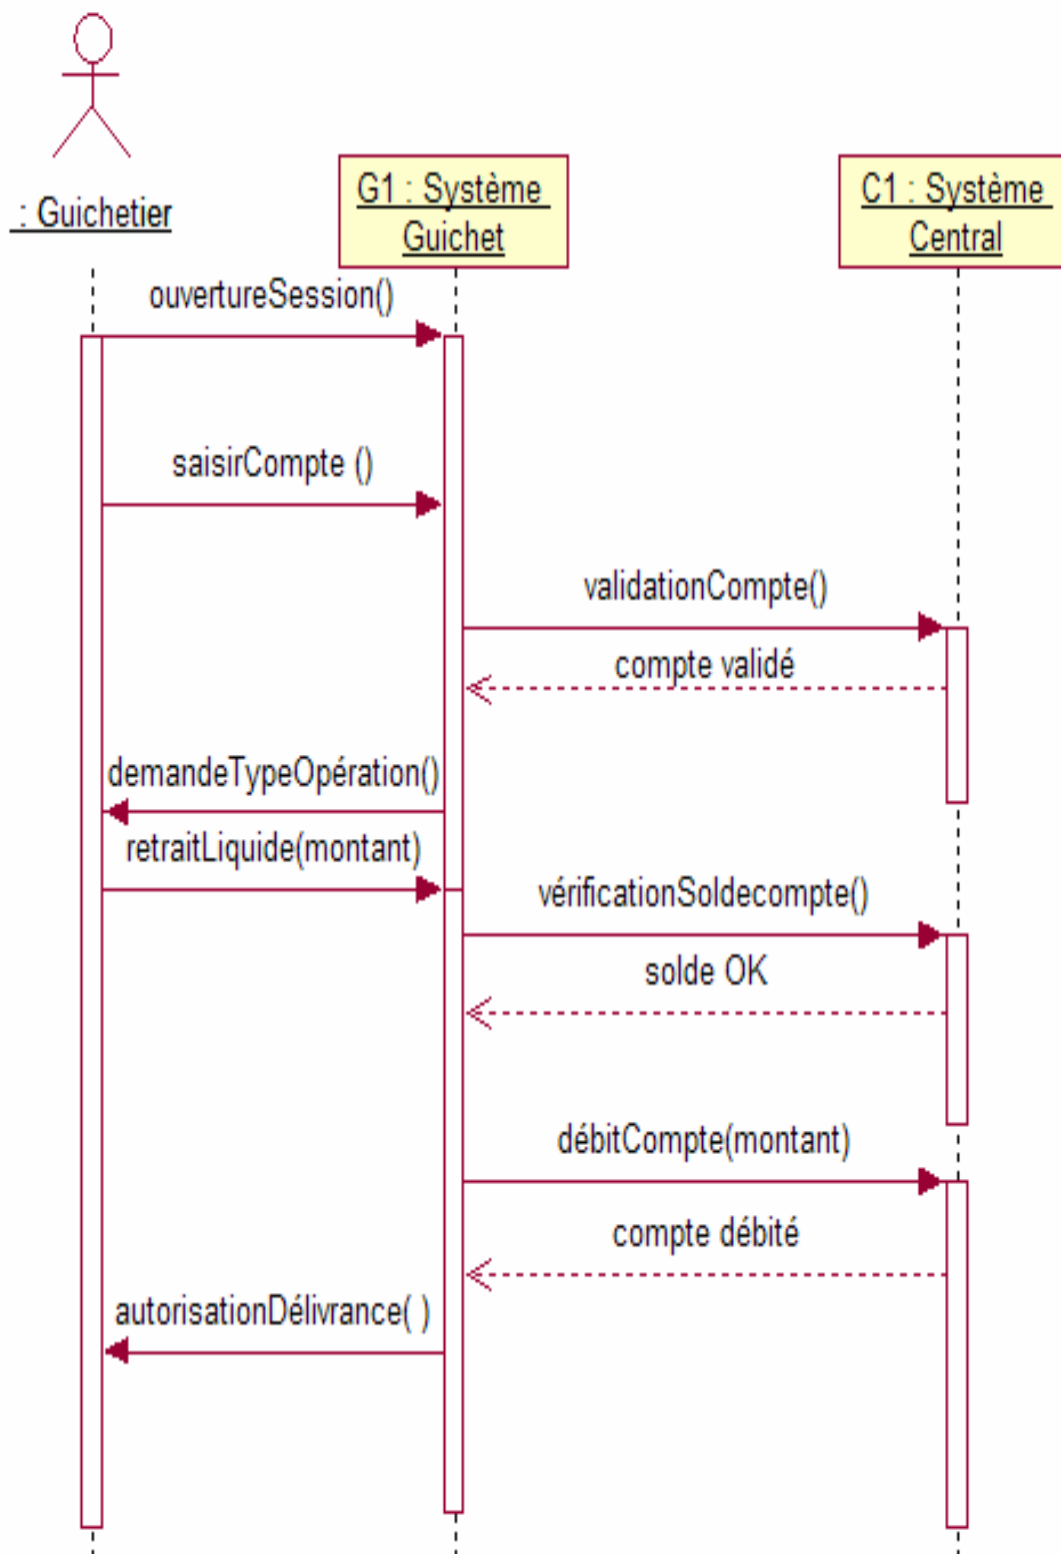 : Guichetier
G1 : Système
Guichet
C1 : Système
Central
ouvertureSession()
saisirCompte ()
validationCompte()
compte validé
demandeTypeOpération()
retraitLiquide(montant)
vérificationSoldecompte()
solde OK
débitCompte(montant)
compte débité
autorisationDélivrance( )